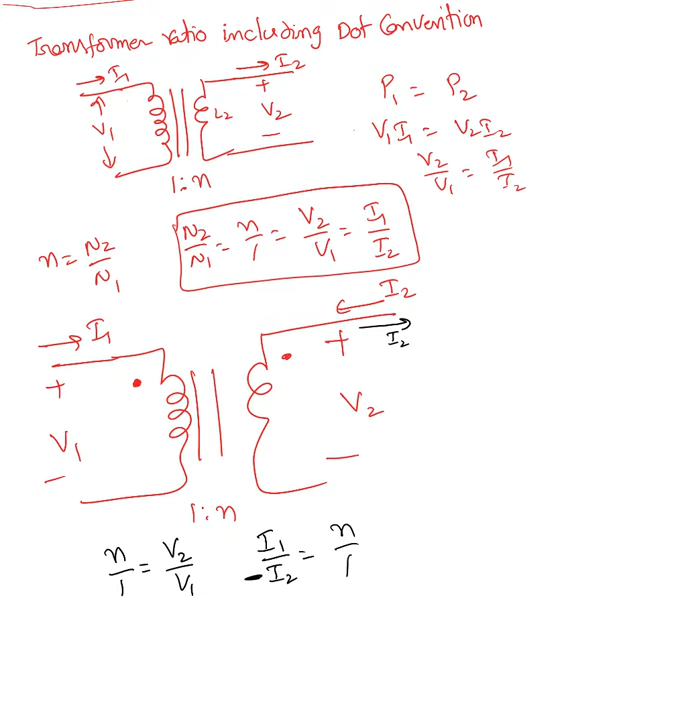 Transformer ratio including Dot Convention
I1 I2
V1 L2 + V2 -
1:n
P1 = P2
V1I1 = V2I2
V2/V1 = I1/I2
n = N2/N1
N2/N1 = n/1 = V2/V1 = I1/I2
I1 I2
I2
+ V1 - + V2 -
1:n
n/1 = V2/V1 I1/-I2 = n/1